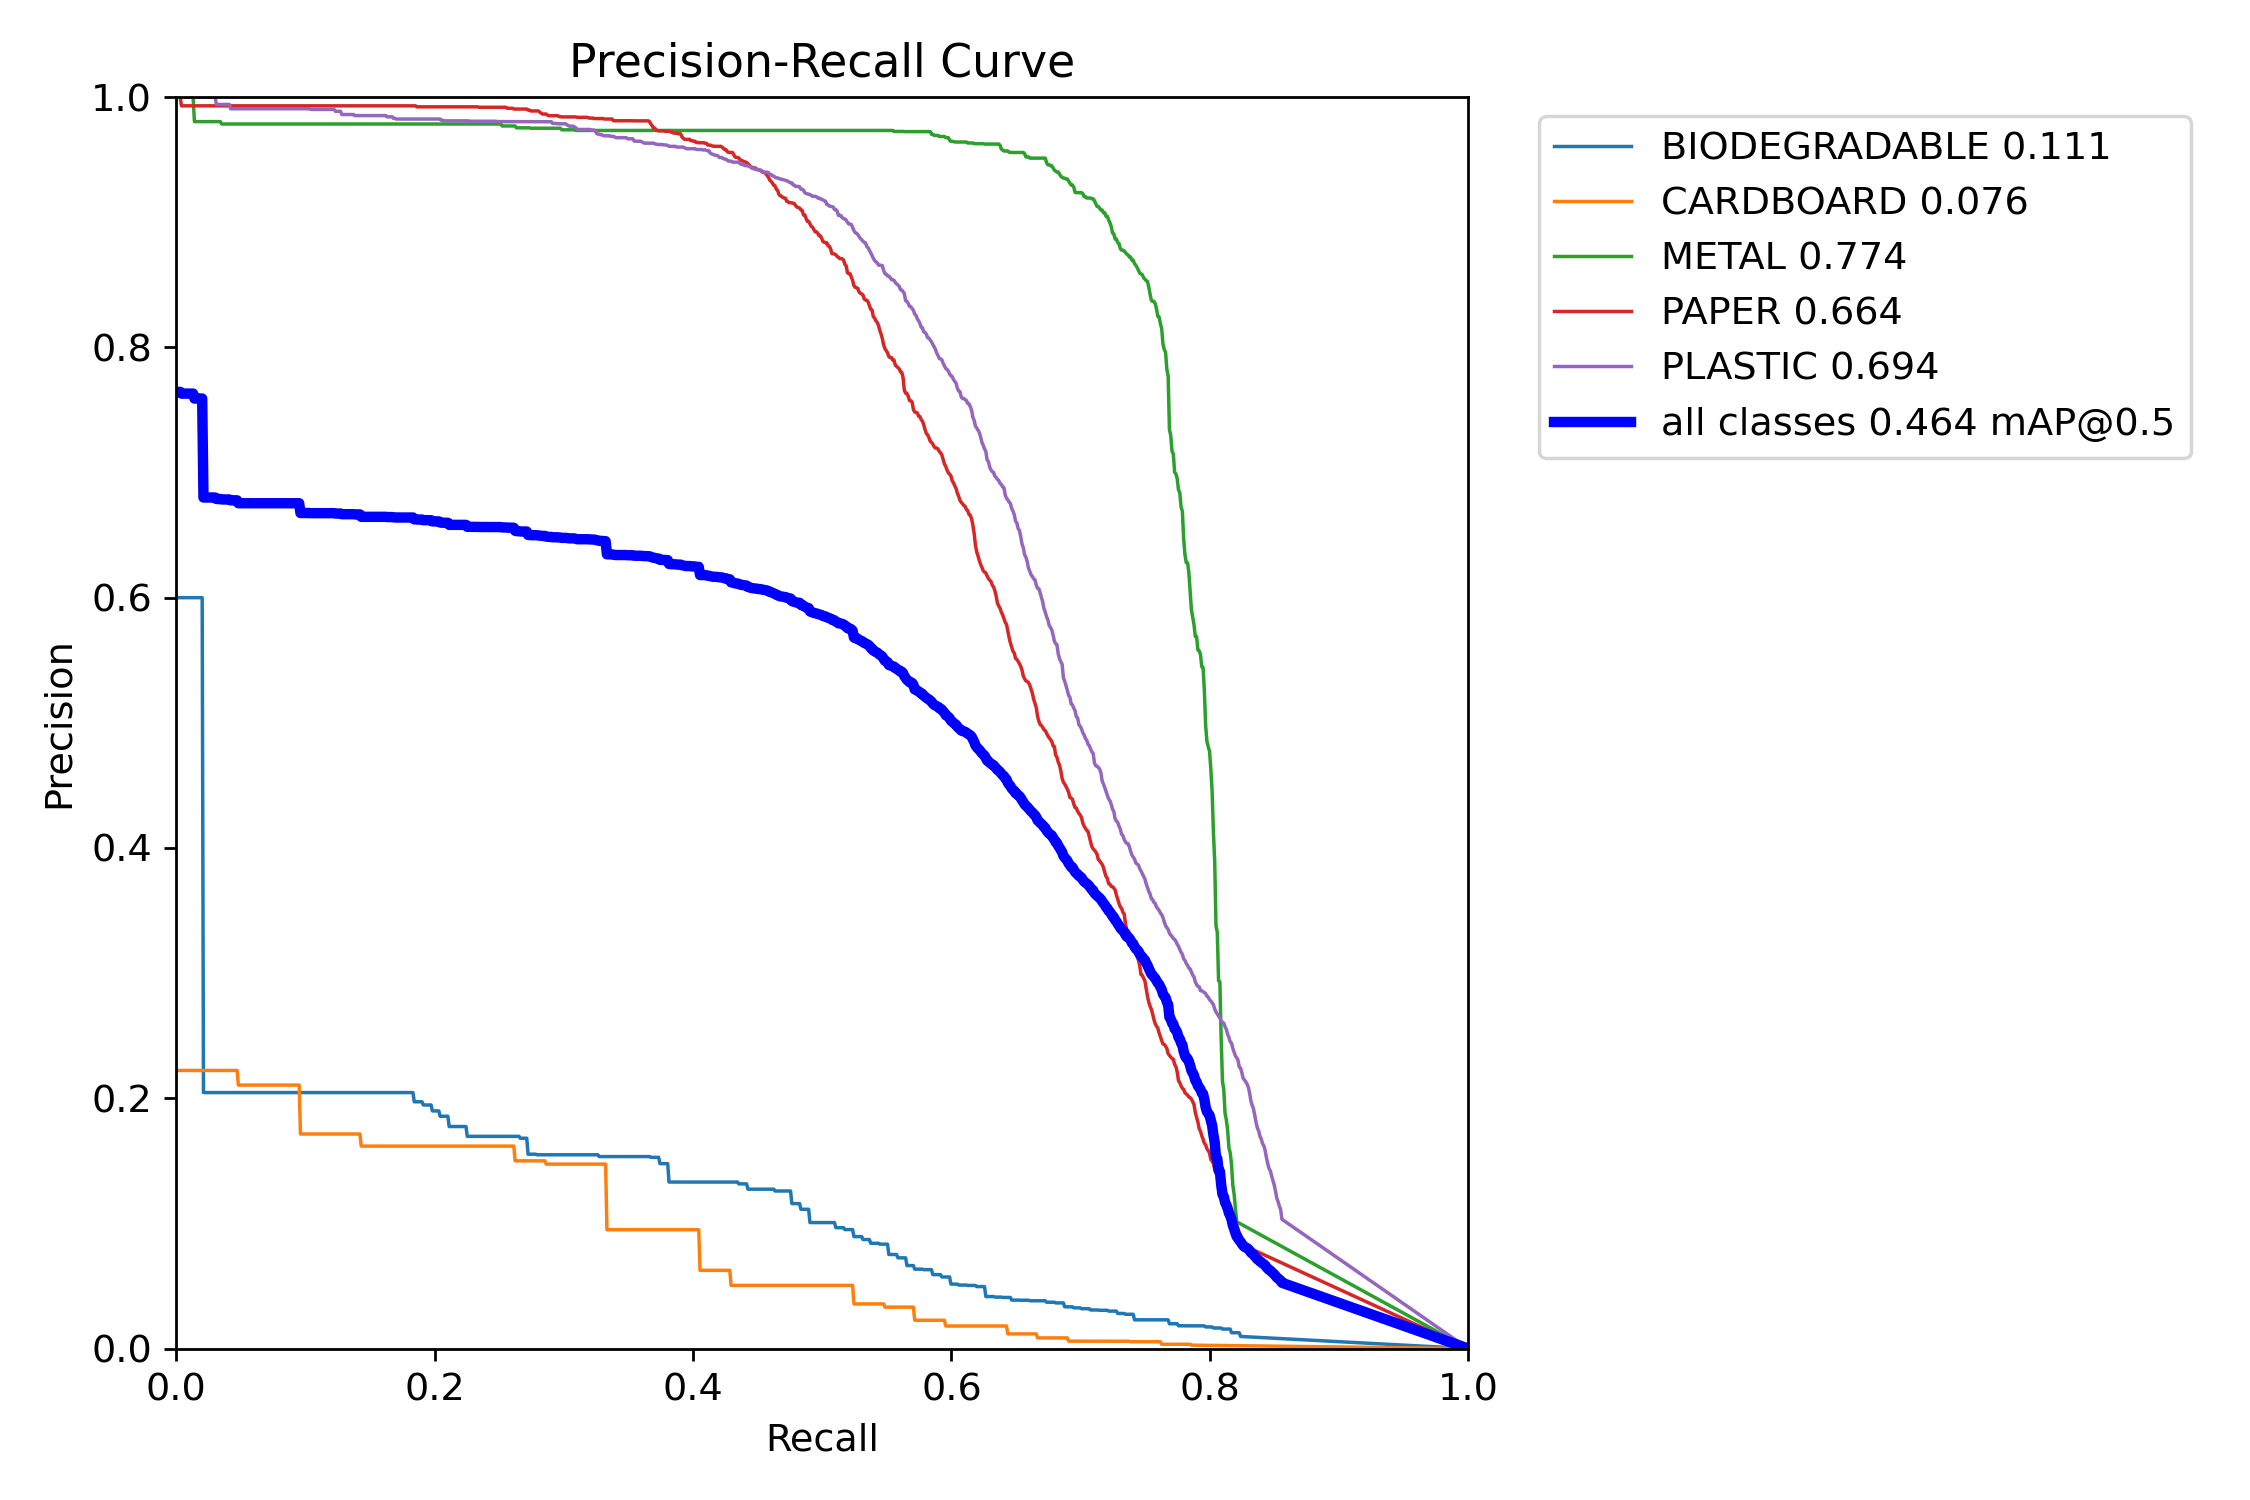 Precision-Recall Curve
1.0
0.8
0.6
0.4
0.2
0.0
Precision
0.0 0.2 0.4 0.6 0.8 1.0
Recall
BIODEGRADABLE 0.111
CARDBOARD 0.076
METAL 0.774
PAPER 0.664
PLASTIC 0.694
all classes 0.464 mAP@0.5